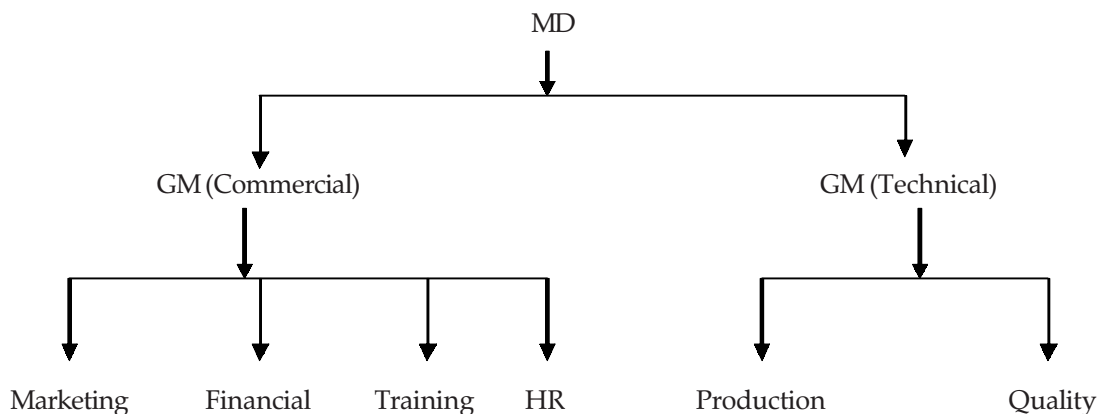 MD
GM (Commercial) GM (Technical)
Marketing Financial Training HR Production Quality